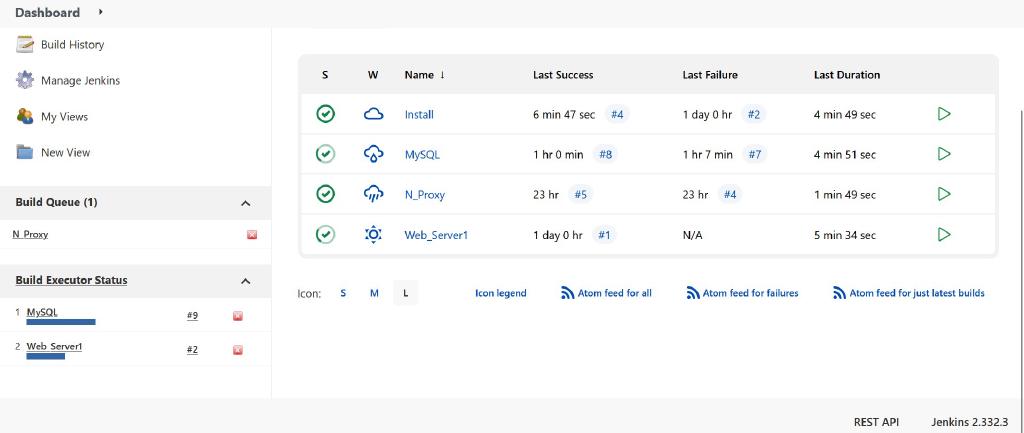 Dashboard
Build History
Manage Jenkins
My Views
New View
Build Queue (1)
N_Proxy
Build Executor Status
1 MySQL #9
2 Web_Server1 #2
S W Name ↓ Last Success Last Failure Last Duration
Install 6 min 47 sec #4 1 day 0 hr #2 4 min 49 sec
MySQL 1 hr 0 min #8 1 hr 7 min #7 4 min 51 sec
N_Proxy 23 hr #5 23 hr #4 1 min 49 sec
Web_Server1 1 day 0 hr #1 N/A 5 min 34 sec
Icon: S M L Icon legend Atom feed for all Atom feed for failures Atom feed for just latest builds
REST API Jenkins 2.332.3